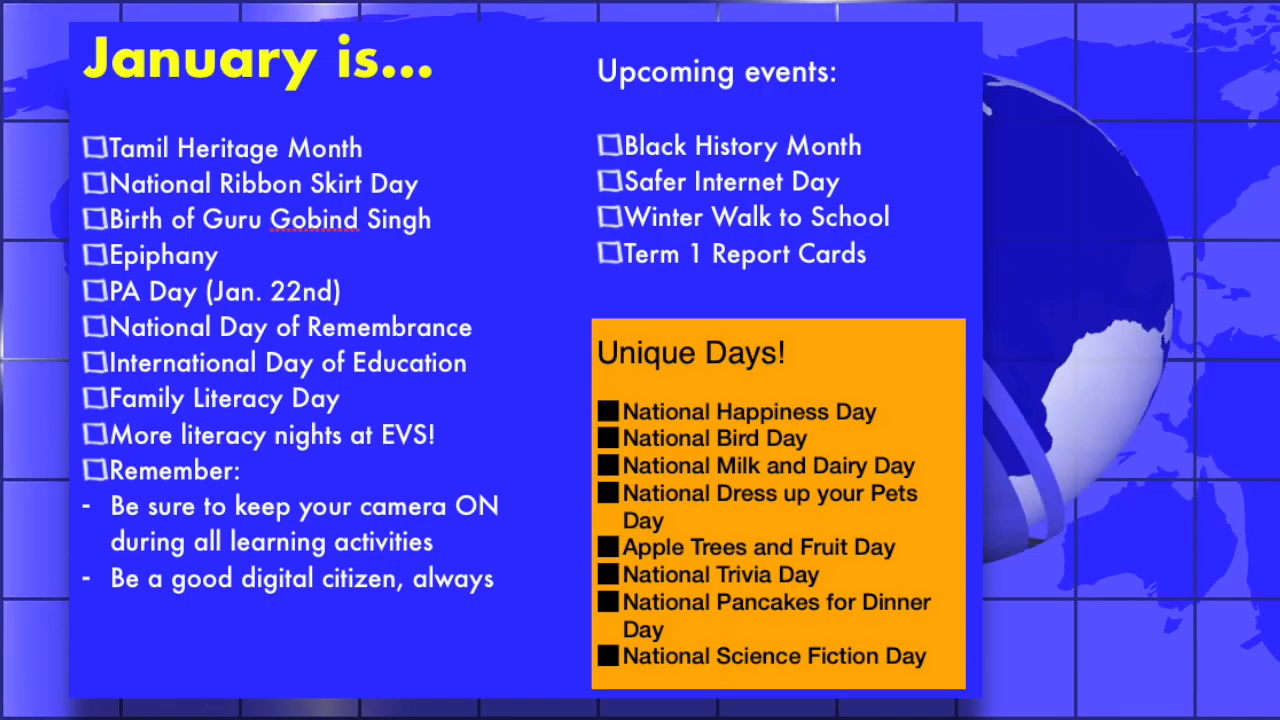 January is...
Tamil Heritage Month
National Ribbon Skirt Day
Birth of Guru Gobind Singh
Epiphany
PA Day (Jan. 22nd)
National Day of Remembrance
International Day of Education
Family Literacy Day
More literacy nights at EVS!
Remember:
- Be sure to keep your camera ON
during all learning activities
- Be a good digital citizen, always
Upcoming events:
Black History Month
Safer Internet Day
Winter Walk to School
Term 1 Report Cards
Unique Days!
National Happiness Day
National Bird Day
National Milk and Dairy Day
National Dress up your Pets
Day
Apple Trees and Fruit Day
National Trivia Day
National Pancakes for Dinner
Day
National Science Fiction Day